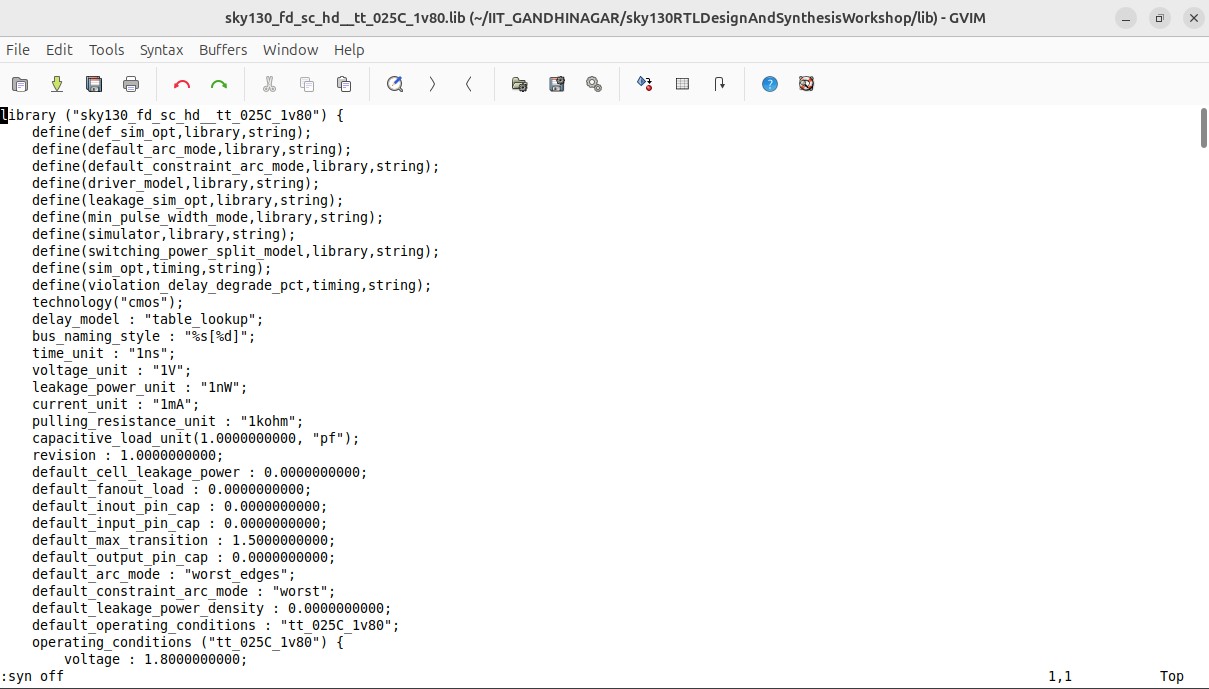 sky130_fd_sc_hd__tt_025C_1v80.lib (~/IIT_GANDHINAGAR/sky130RTLDesignAndSynthesisWorkshop/lib) - GVIM
File Edit Tools Syntax Buffers Window Help
library ("sky130_fd_sc_hd__tt_025C_1v80") {
    define(def_sim_opt,library,string);
    define(default_arc_mode,library,string);
    define(default_constraint_arc_mode,library,string);
    define(driver_model,library,string);
    define(leakage_sim_opt,library,string);
    define(min_pulse_width_mode,library,string);
    define(simulator,library,string);
    define(switching_power_split_model,library,string);
    define(sim_opt,timing,string);
    define(violation_delay_degrade_pct,timing,string);
    technology("cmos");
    delay_model : "table_lookup";
    bus_naming_style : "%s[%d]";
    time_unit : "1ns";
    voltage_unit : "1V";
    leakage_power_unit : "1nW";
    current_unit : "1mA";
    pulling_resistance_unit : "1kohm";
    capacitive_load_unit(1.0000000000, "pf");
    revision : 1.0000000000;
    default_cell_leakage_power : 0.0000000000;
    default_fanout_load : 0.0000000000;
    default_inout_pin_cap : 0.0000000000;
    default_input_pin_cap : 0.0000000000;
    default_max_transition : 1.5000000000;
    default_output_pin_cap : 0.0000000000;
    default_arc_mode : "worst_edges";
    default_constraint_arc_mode : "worst";
    default_leakage_power_density : 0.0000000000;
    default_operating_conditions : "tt_025C_1v80";
    operating_conditions ("tt_025C_1v80") {
        voltage : 1.8000000000;
:syn off 1,1 Top